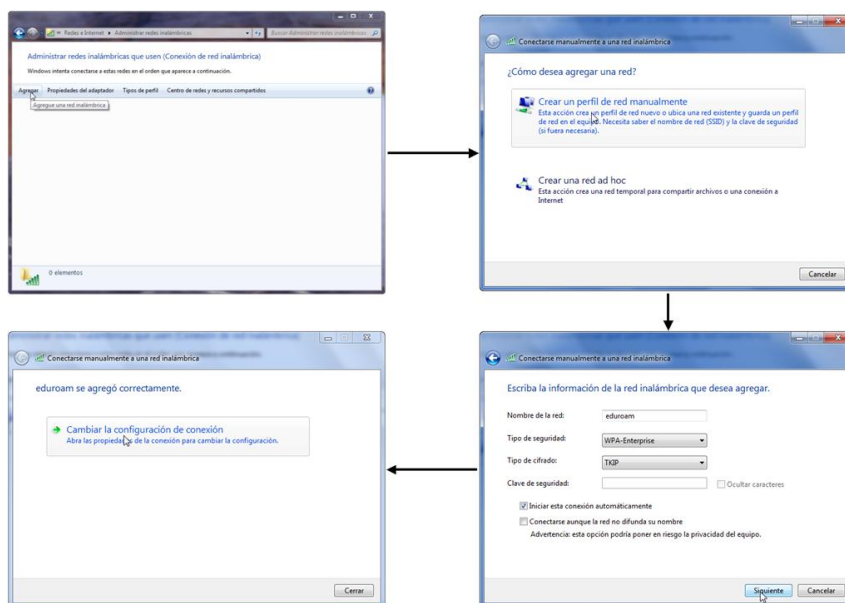 Redes e Internet ▸ Administrar redes inalámbricas
Buscar Administrar redes inalámbricas
Administrar redes inalámbricas que usen (Conexión de red inalámbrica)
Windows intenta conectarse a estas redes en el orden que aparece a continuación.
Agregar Propiedades del adaptador Tipos de perfil Centro de redes y recursos compartidos
Agregue una red inalámbrica
0 elementos
Conectarse manualmente a una red inalámbrica
¿Cómo desea agregar una red?
Crear un perfil de red manualmente
Esta acción crea un perfil de red nuevo o ubica una red existente y guarda un perfil
de red en el equipo. Necesita saber el nombre de red (SSID) y la clave de seguridad
(si fuera necesaria).
Crear una red ad hoc
Esta acción crea una red temporal para compartir archivos o una conexión a
Internet
Cancelar
Conectarse manualmente a una red inalámbrica
Escriba la información de la red inalámbrica que desea agregar.
Nombre de la red: eduroam
Tipo de seguridad: WPA-Enterprise
Tipo de cifrado: TKIP
Clave de seguridad: Ocultar caracteres
Iniciar esta conexión automáticamente
Conectarse aunque la red no difunda su nombre
Advertencia: esta opción podría poner en riesgo la privacidad del equipo.
Siguiente Cancelar
Conectarse manualmente a una red inalámbrica
eduroam se agregó correctamente.
Cambiar la configuración de conexión
Abra las propiedades de la conexión para cambiar la configuración.
Cerrar